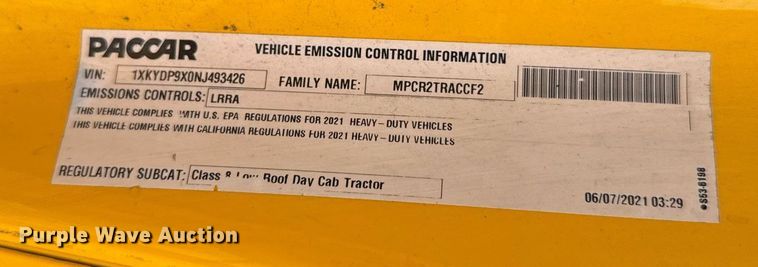 PACCAR
VEHICLE EMISSION CONTROL INFORMATION
VIN: 1XKYDP9X0NJ493426 FAMILY NAME: MPCR2TRACCF2
EMISSIONS CONTROLS: LRRA
THIS VEHICLE COMPLIES WITH U.S. EPA REGULATIONS FOR 2021 HEAVY-DUTY VEHICLES
THIS VEHICLE COMPLIES WITH CALIFORNIA REGULATIONS FOR 2021 HEAVY-DUTY VEHICLES
REGULATORY SUBCAT: Class 8 Low Roof Day Cab Tractor
06/07/2021 03:29
S53-6198
Purple Wave Auction